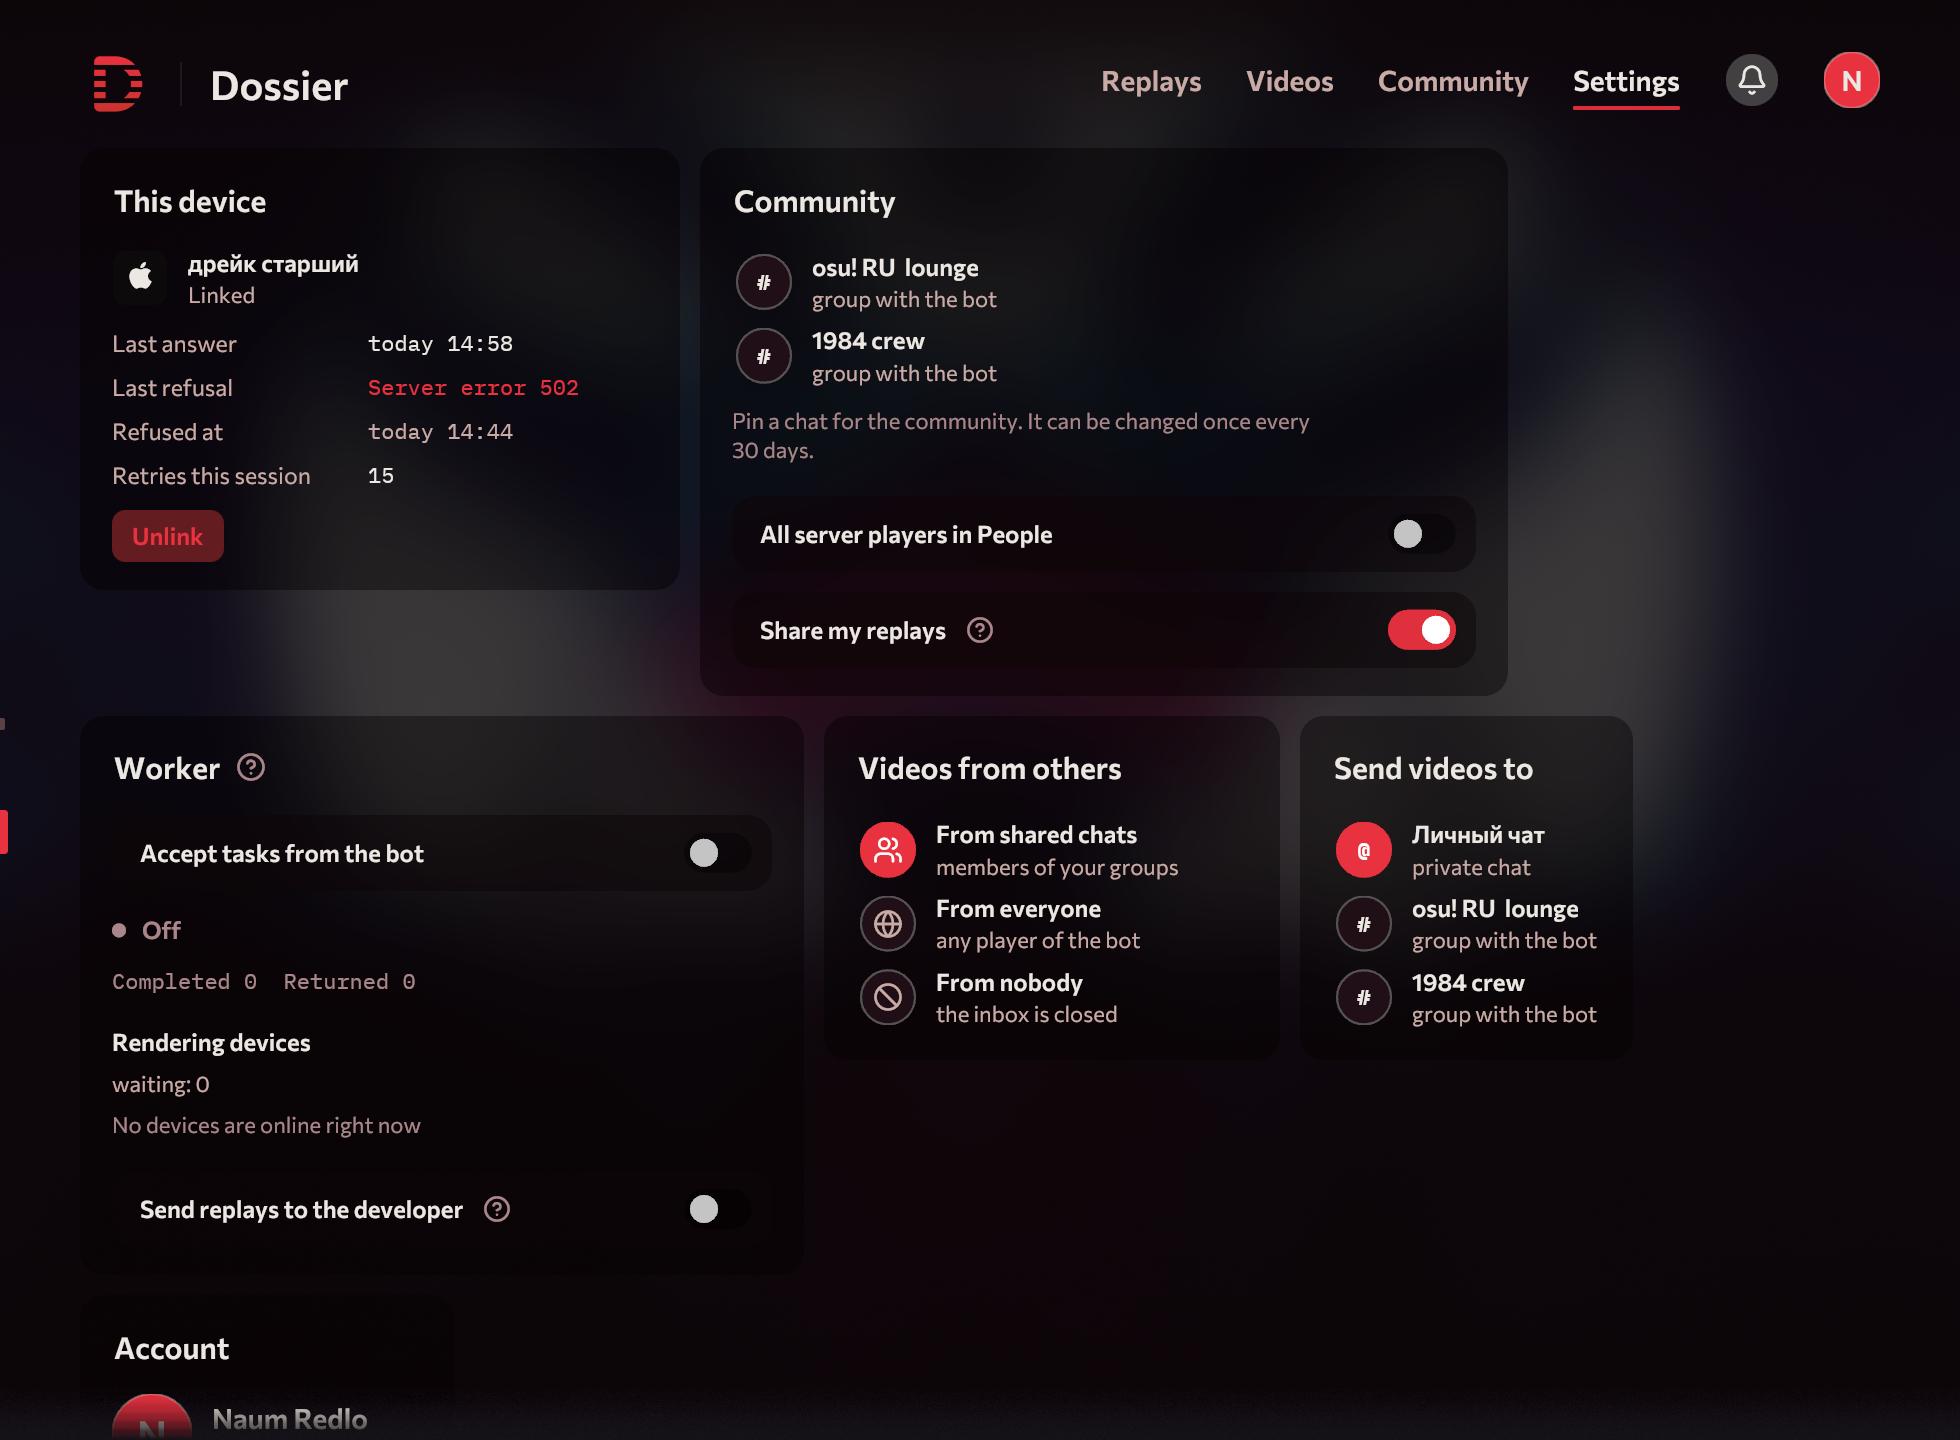 Dossier
Replays
Videos
Community
Settings
N
This device
дрейк старший
Linked
Last answer today 14:58
Last refusal Server error 502
Refused at today 14:44
Retries this session 15
Unlink
Community
# osu! RU lounge
group with the bot
# 1984 crew
group with the bot
Pin a chat for the community. It can be changed once every
30 days.
All server players in People
Share my replays ?
Worker ?
Accept tasks from the bot
Off
Completed 0 Returned 0
Rendering devices
waiting: 0
No devices are online right now
Send replays to the developer ?
Videos from others
From shared chats
members of your groups
From everyone
any player of the bot
From nobody
the inbox is closed
Send videos to
@ Личный чат
private chat
# osu! RU lounge
group with the bot
# 1984 crew
group with the bot
Account
N
Naum Redlo